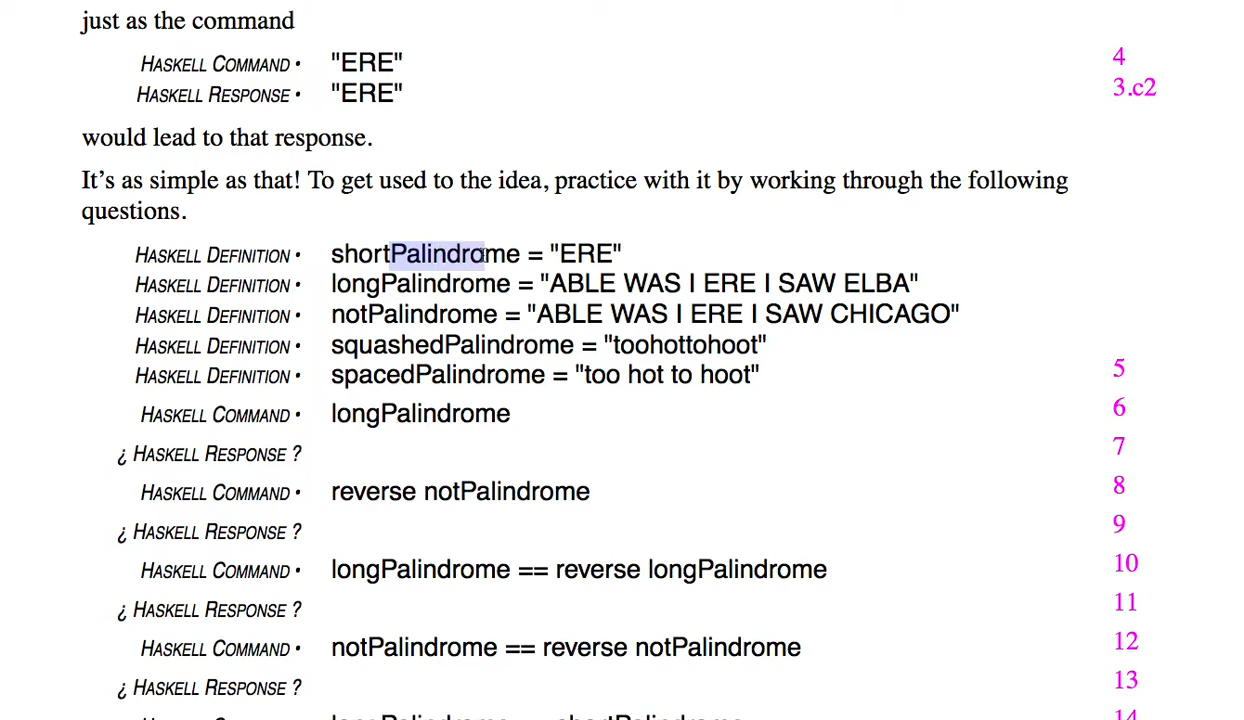 just as the command
HASKELL COMMAND • "ERE" 4
HASKELL RESPONSE • "ERE" 3.c2
would lead to that response.
It's as simple as that! To get used to the idea, practice with it by working through the following
questions.
HASKELL DEFINITION • shortPalindrome = "ERE"
HASKELL DEFINITION • longPalindrome = "ABLE WAS I ERE I SAW ELBA"
HASKELL DEFINITION • notPalindrome = "ABLE WAS I ERE I SAW CHICAGO"
HASKELL DEFINITION • squashedPalindrome = "toohottohoot"
HASKELL DEFINITION • spacedPalindrome = "too hot to hoot" 5
HASKELL COMMAND • longPalindrome 6
¿ HASKELL RESPONSE ? 7
HASKELL COMMAND • reverse notPalindrome 8
¿ HASKELL RESPONSE ? 9
HASKELL COMMAND • longPalindrome == reverse longPalindrome 10
¿ HASKELL RESPONSE ? 11
HASKELL COMMAND • notPalindrome == reverse notPalindrome 12
¿ HASKELL RESPONSE ? 13
longPalindrome == shortPalindrome 14